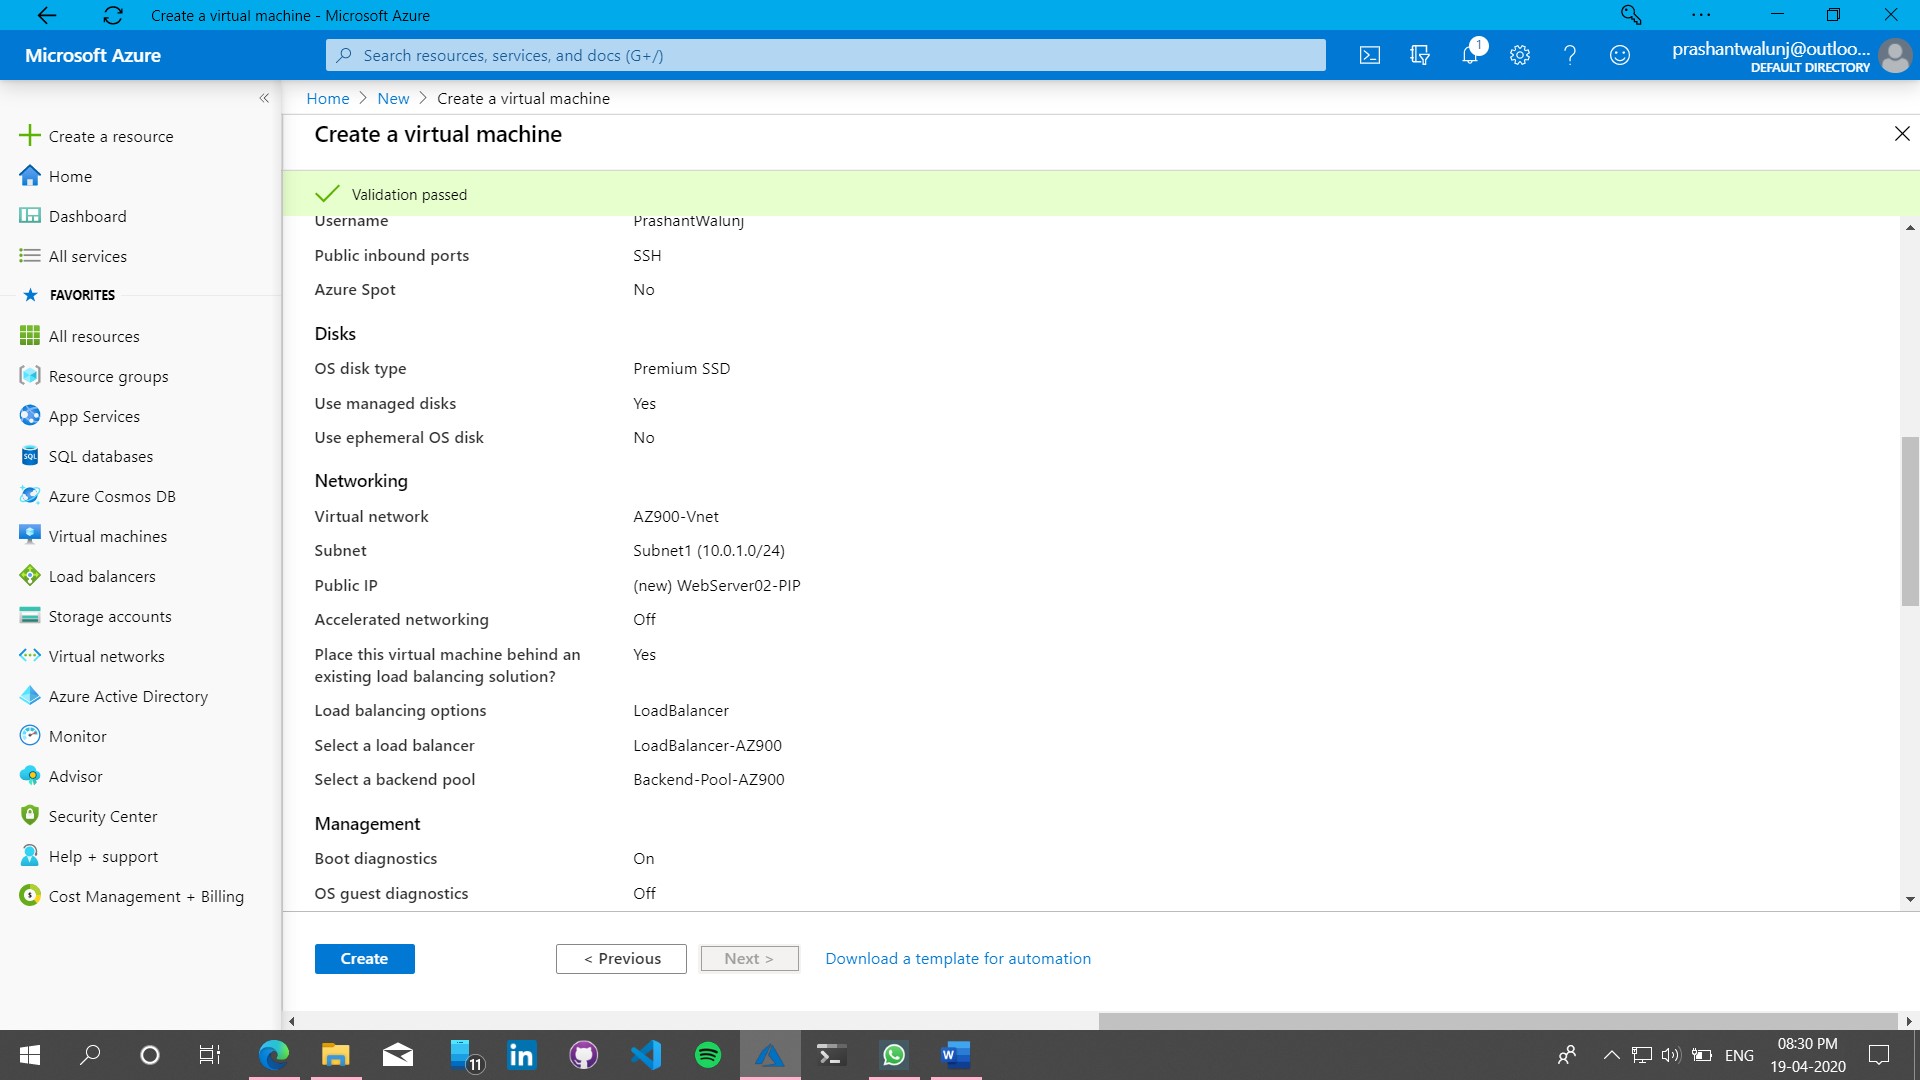 Create a virtual machine - Microsoft Azure
Microsoft Azure
Search resources, services, and docs (G+/)
1
prashantwalunj@outloo...
DEFAULT DIRECTORY
Home > New > Create a virtual machine
Create a virtual machine
Validation passed
Create a resource
Home
Dashboard
All services
FAVORITES
All resources
Resource groups
App Services
SQL databases
Azure Cosmos DB
Virtual machines
Load balancers
Storage accounts
Virtual networks
Azure Active Directory
Monitor
Advisor
Security Center
Help + support
Cost Management + Billing
Username PrashantWalunj
Public inbound ports SSH
Azure Spot No
Disks
OS disk type Premium SSD
Use managed disks Yes
Use ephemeral OS disk No
Networking
Virtual network AZ900-Vnet
Subnet Subnet1 (10.0.1.0/24)
Public IP (new) WebServer02-PIP
Accelerated networking Off
Place this virtual machine behind an Yes
existing load balancing solution?
Load balancing options LoadBalancer
Select a load balancer LoadBalancer-AZ900
Select a backend pool Backend-Pool-AZ900
Management
Boot diagnostics On
OS guest diagnostics Off
Create < Previous Next > Download a template for automation
11
ENG
08:30 PM
19-04-2020